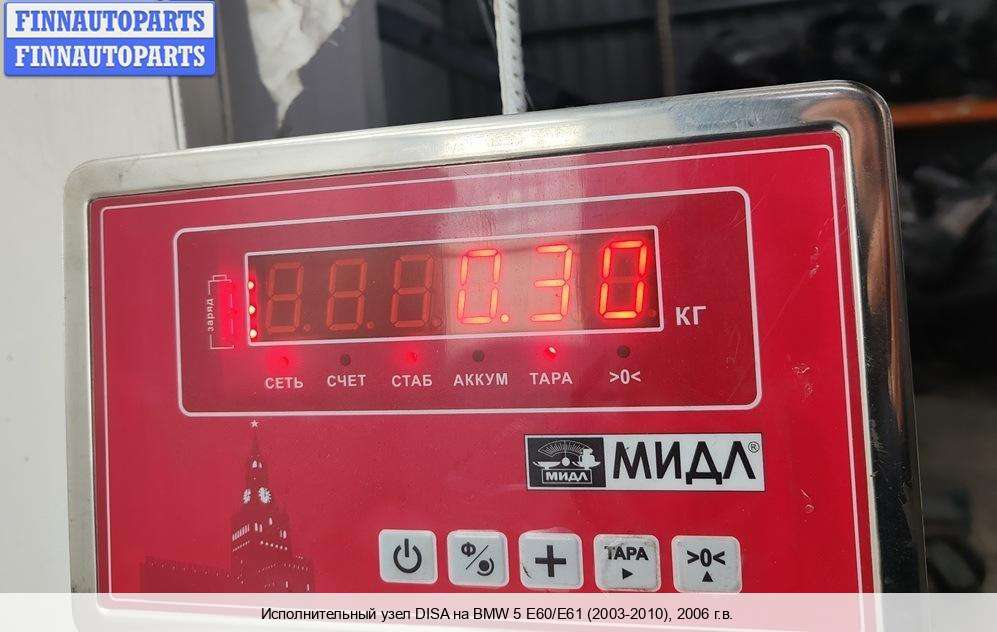 FINNAUTOPARTS
FINNAUTOPARTS
заряд
0.30
КГ
СЕТЬ СЧЕТ СТАБ АККУМ ТАРА >0<
МИДЛ МИДЛ®
Ф ТАРА >0<
Исполнительный узел DISA на BMW 5 E60/E61 (2003-2010), 2006 г.в.